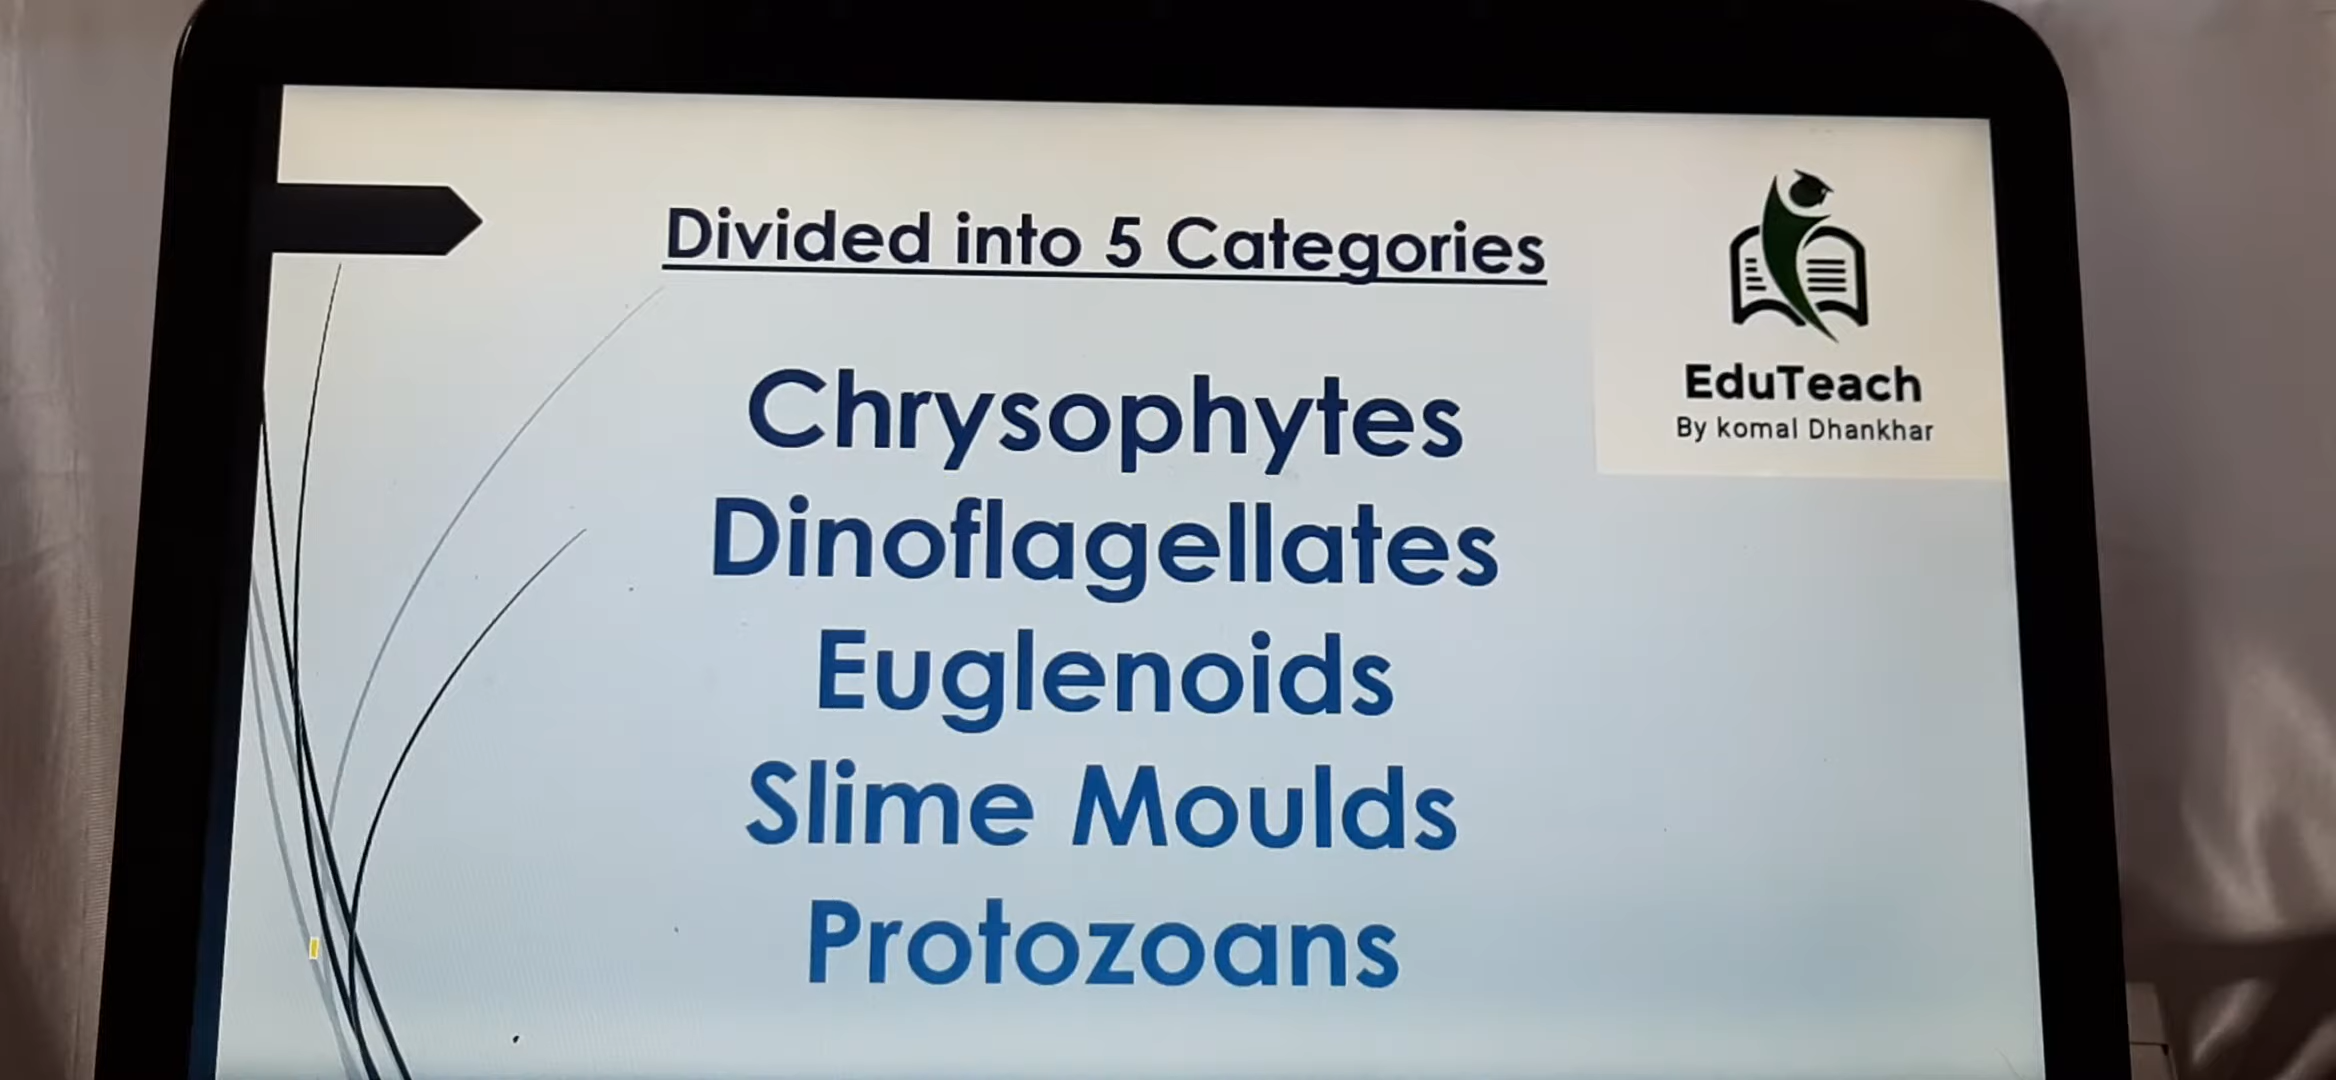 Divided into 5 Categories
Chrysophytes
Dinoflagellates
Euglenoids
Slime Moulds
Protozoans
EduTeach
By komal Dhankhar